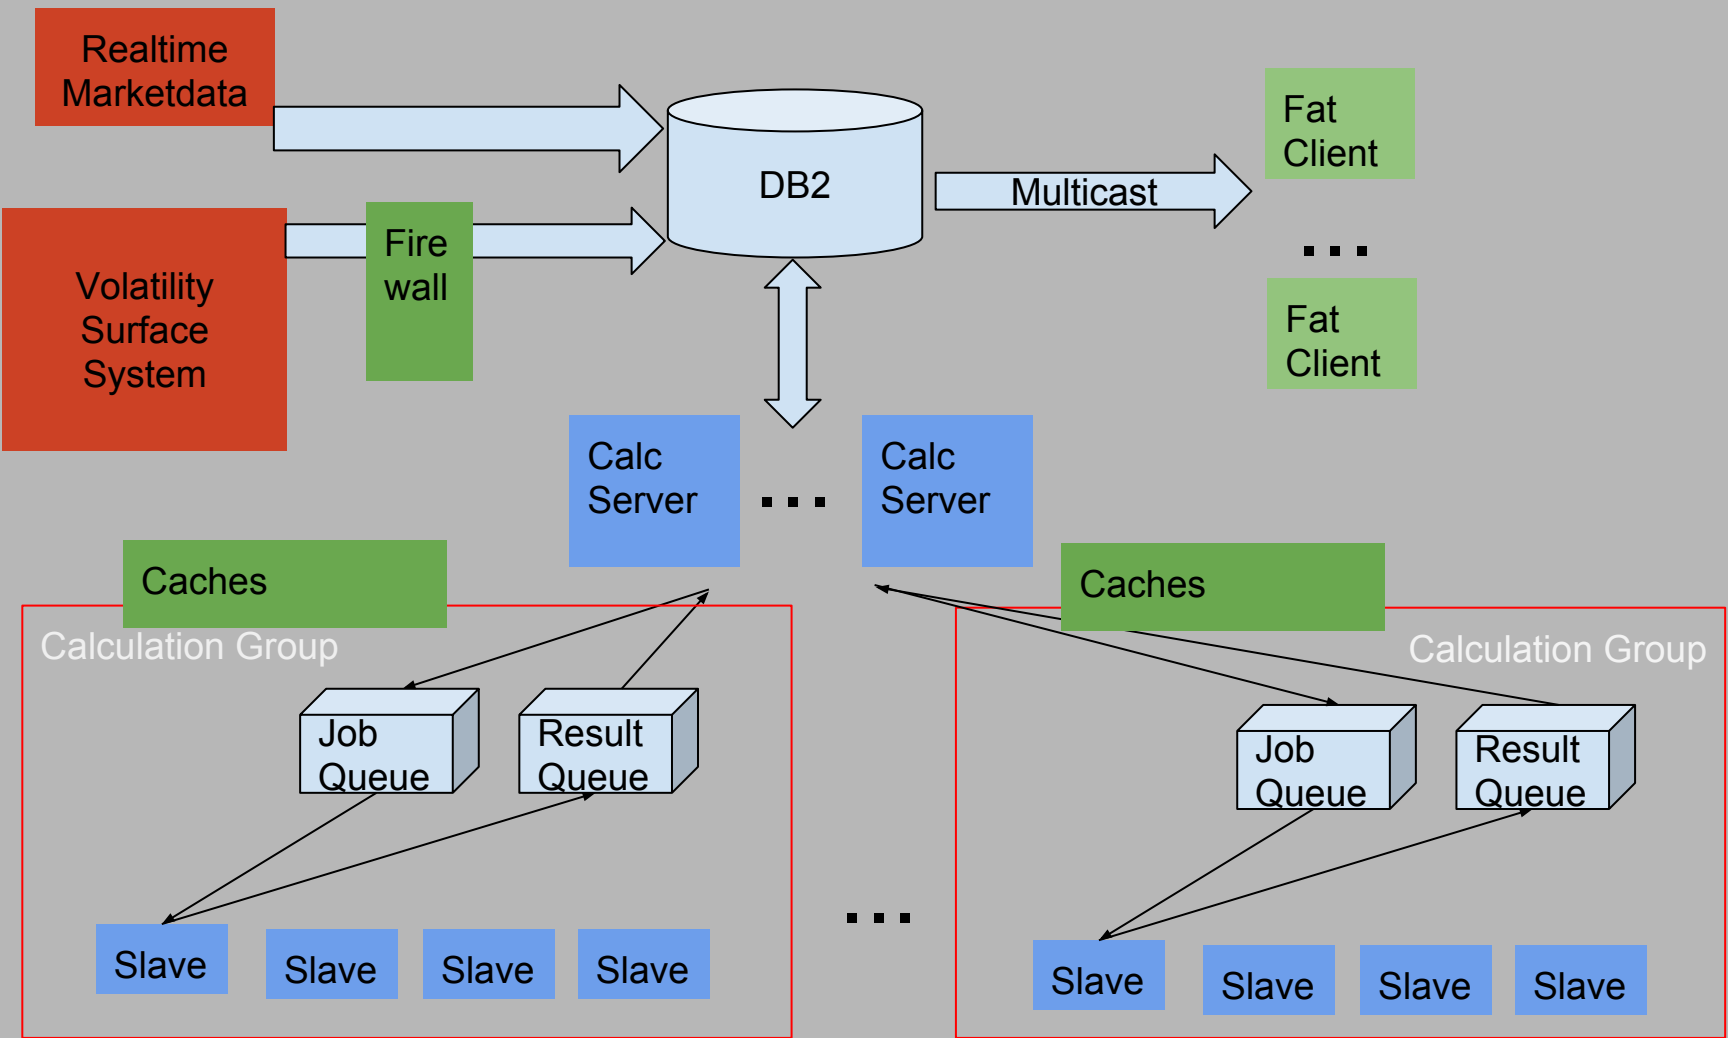 Realtime
Marketdata
Volatility
Surface
System
Fire
wall
DB2
Multicast
Fat
Client
...
Fat
Client
Calc
Server
...
Calc
Server
Caches
Calculation Group
Job
Queue
Result
Queue
Slave
Slave
Slave
Slave
...
Caches
Calculation Group
Job
Queue
Result
Queue
Slave
Slave
Slave
Slave